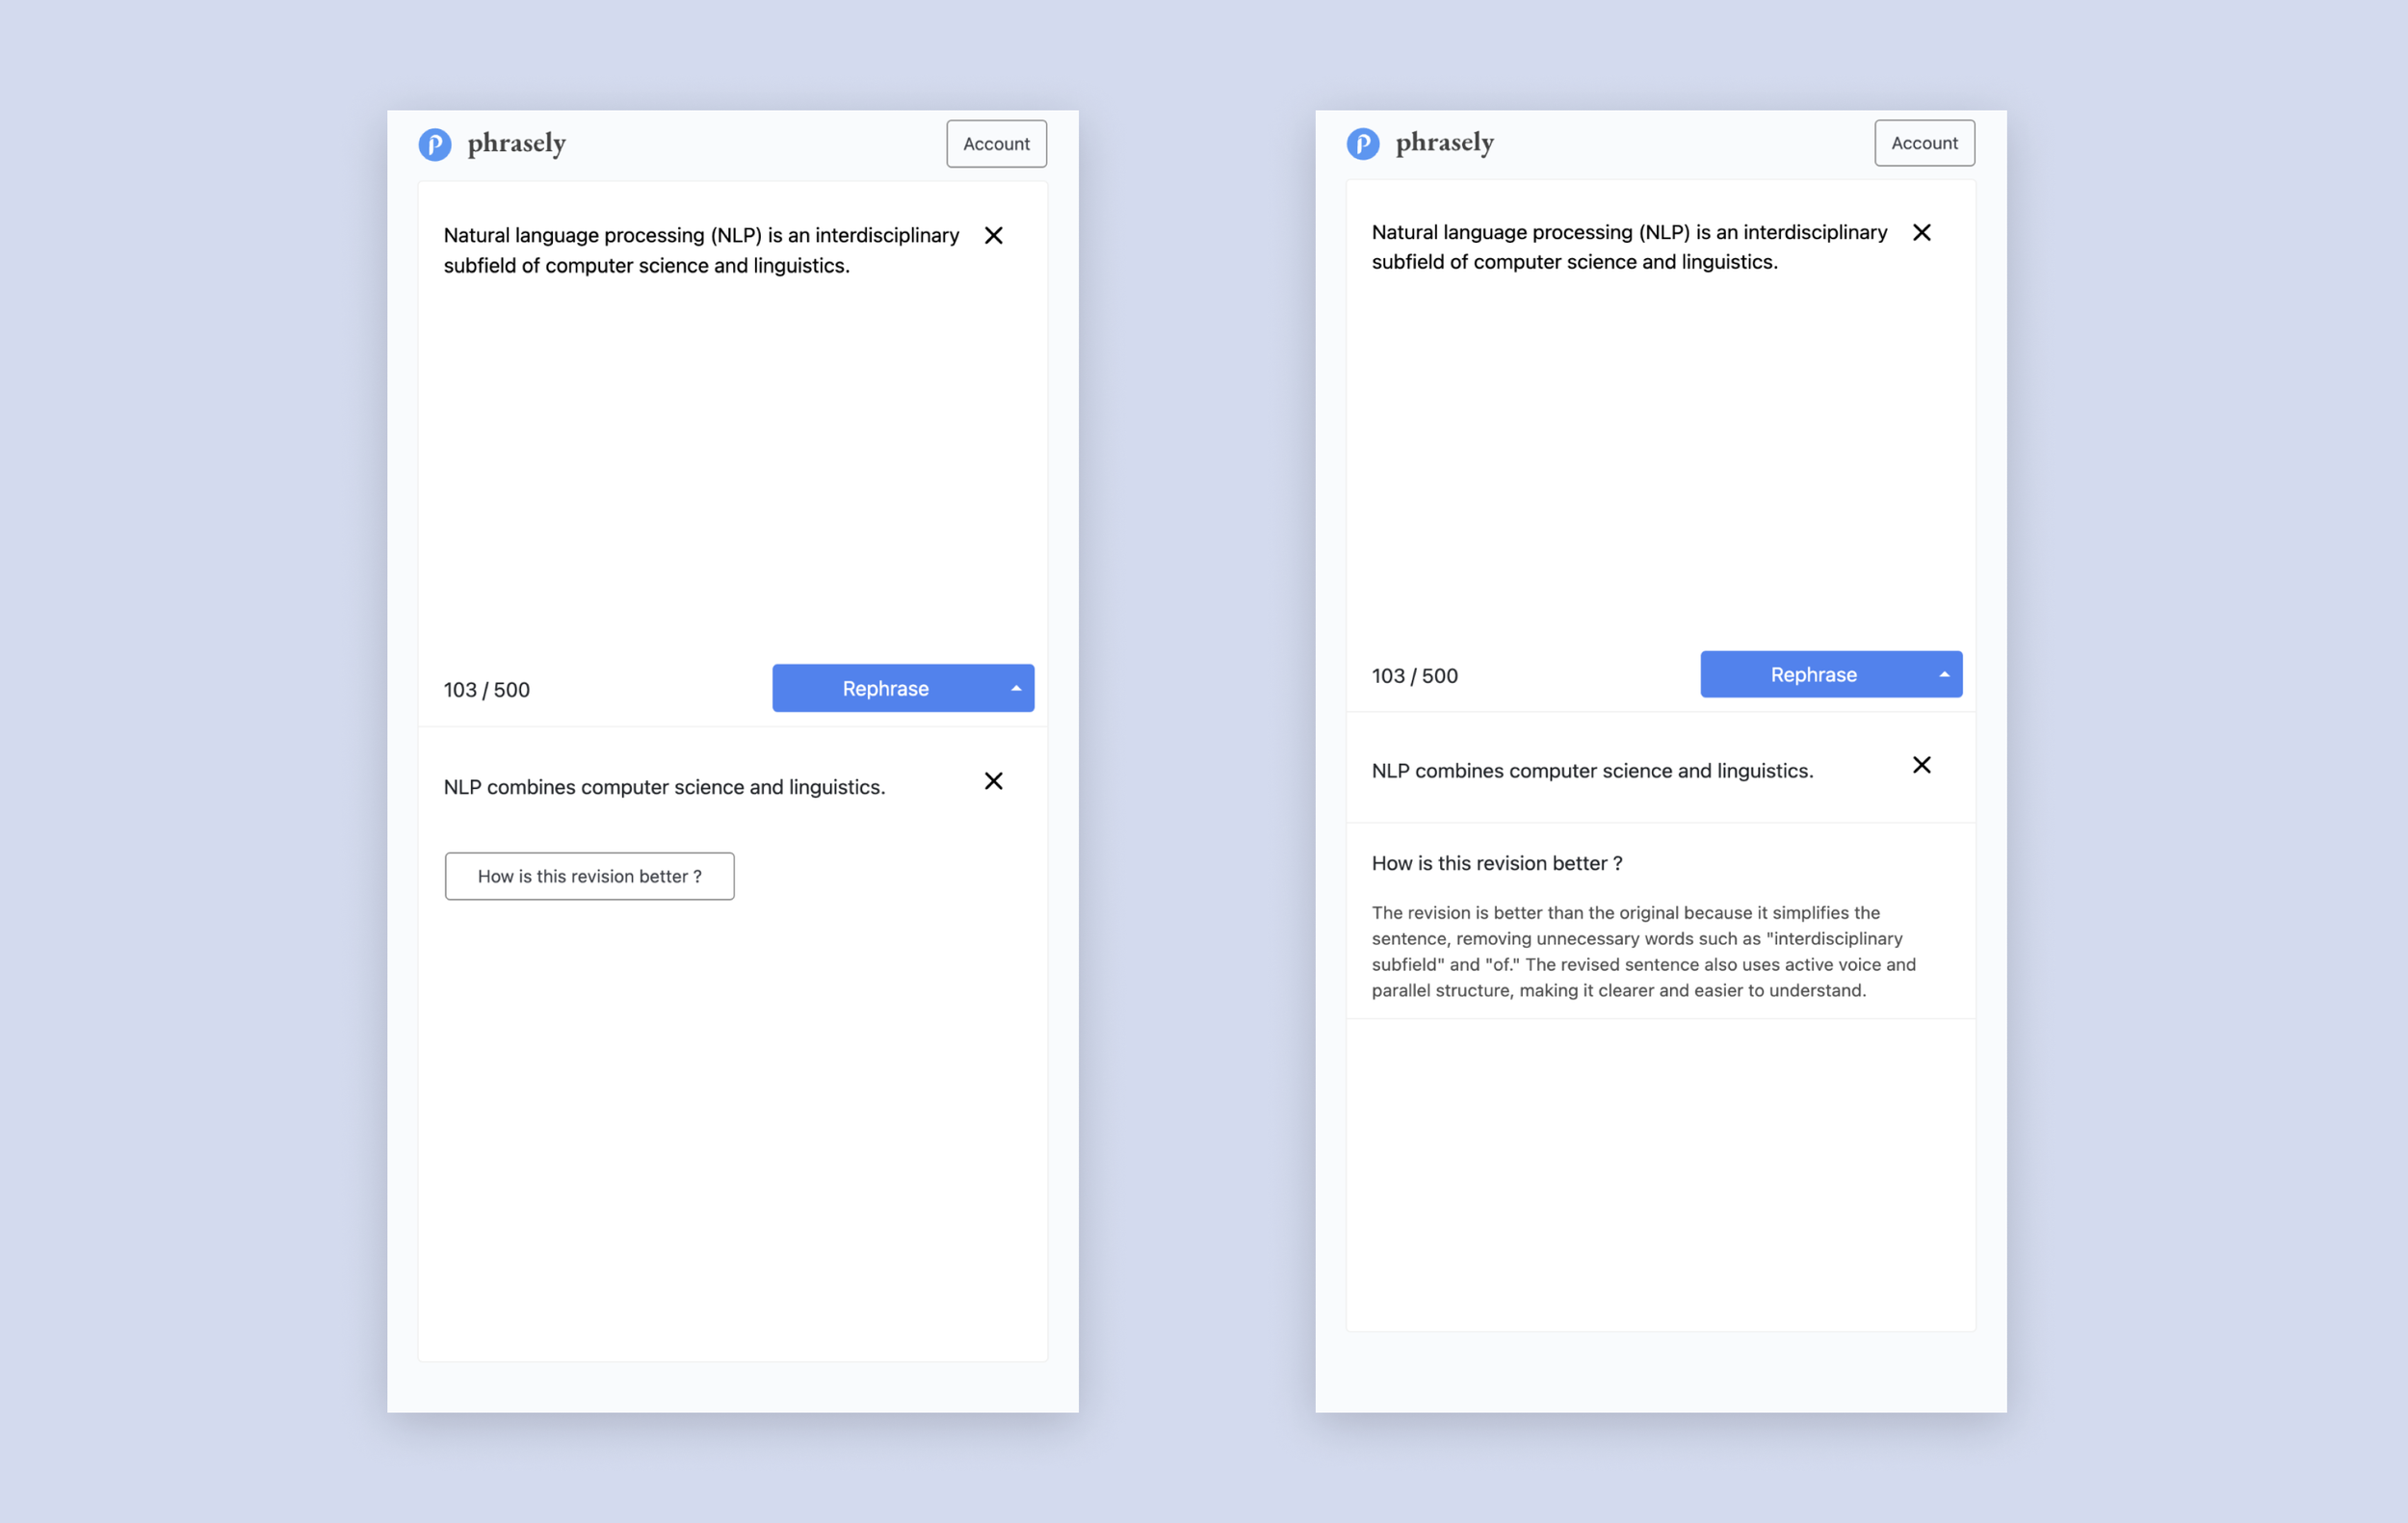 phrasely
Account
Natural language processing (NLP) is an interdisciplinary
subfield of computer science and linguistics.
103 / 500
Rephrase
NLP combines computer science and linguistics.
How is this revision better ?
phrasely
Account
Natural language processing (NLP) is an interdisciplinary
subfield of computer science and linguistics.
103 / 500
Rephrase
NLP combines computer science and linguistics.
How is this revision better ?
The revision is better than the original because it simplifies the
sentence, removing unnecessary words such as "interdisciplinary
subfield" and "of." The revised sentence also uses active voice and
parallel structure, making it clearer and easier to understand.